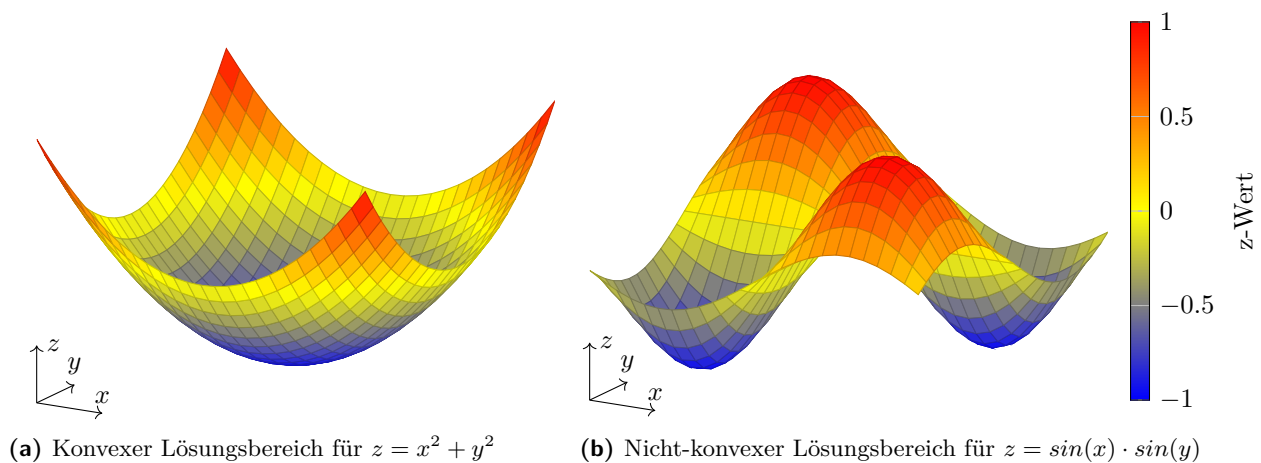 z
y
x
(a) Konvexer Lösungsbereich für z = x² + y²
z
y
x
(b) Nicht-konvexer Lösungsbereich für z = sin(x) · sin(y)
1
0.5
0
−0.5
−1
z-Wert